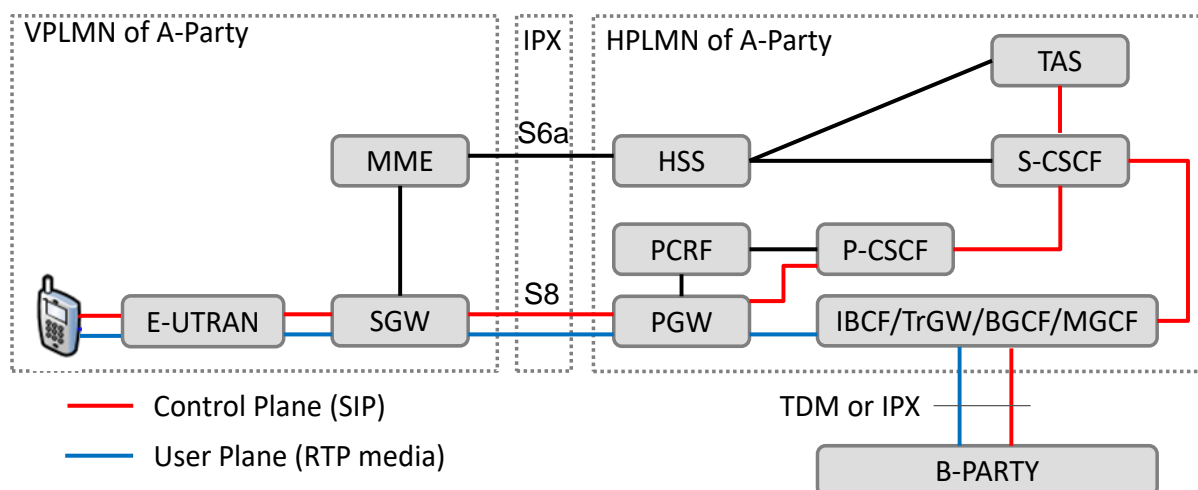 VPLMN of A-Party
IPX
HPLMN of A-Party
TAS
S6a
MME
HSS
S-CSCF
PCRF
P-CSCF
S8
E-UTRAN
SGW
PGW
IBCF/TrGW/BGCF/MGCF
Control Plane (SIP)
TDM or IPX
User Plane (RTP media)
B-PARTY